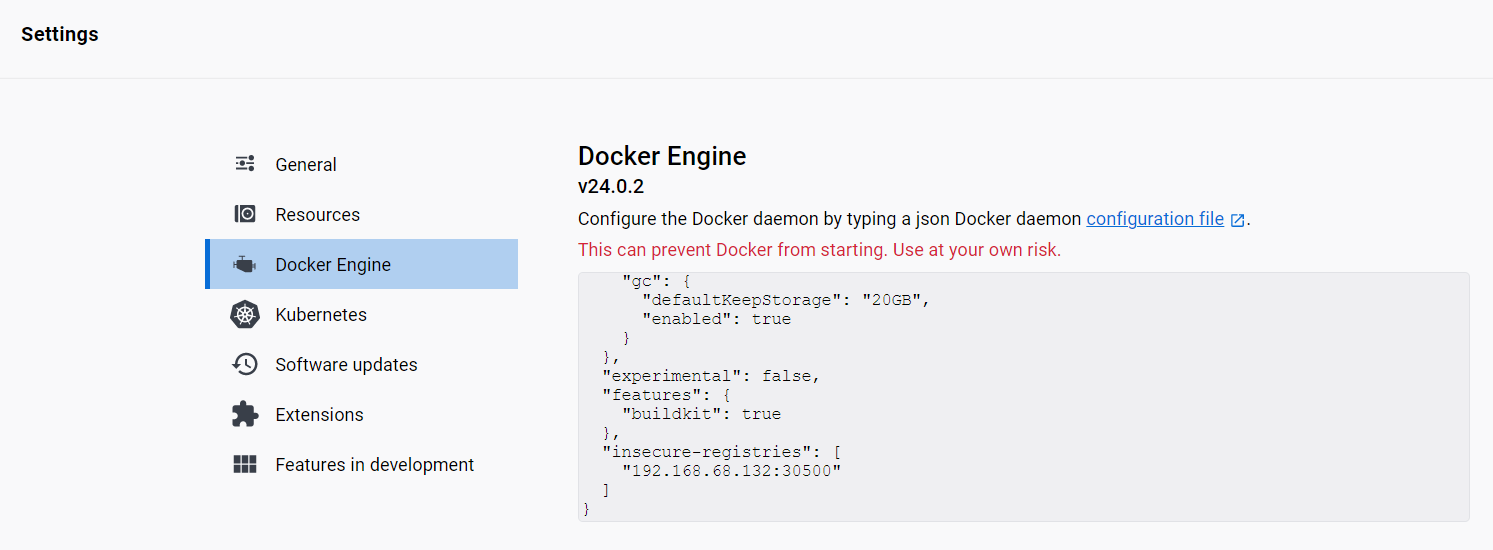 Settings
General
Resources
Docker Engine
Kubernetes
Software updates
Extensions
Features in development
Docker Engine
v24.0.2
Configure the Docker daemon by typing a json Docker daemon configuration file.
This can prevent Docker from starting. Use at your own risk.
    "gc": {
      "defaultKeepStorage": "20GB",
      "enabled": true
    }
  },
  "experimental": false,
  "features": {
    "buildkit": true
  },
  "insecure-registries": [
    "192.168.68.132:30500"
  ]
}